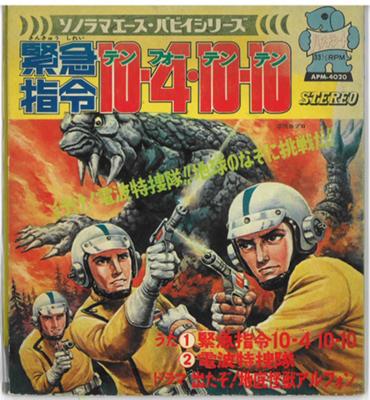 ソノラマエース・パピイシリーズ
きんきゅう しれい
緊急指令
テン フォー テン テン
10-4・10-10
33⅓RPM
APM-4020
STEREO
電波特捜隊!!地球のなぞに挑戦だ!!
うた① 緊急指令10・4・10・10
② 電波特捜隊
ドラマ 出たぞ!地底怪獣アルフォン